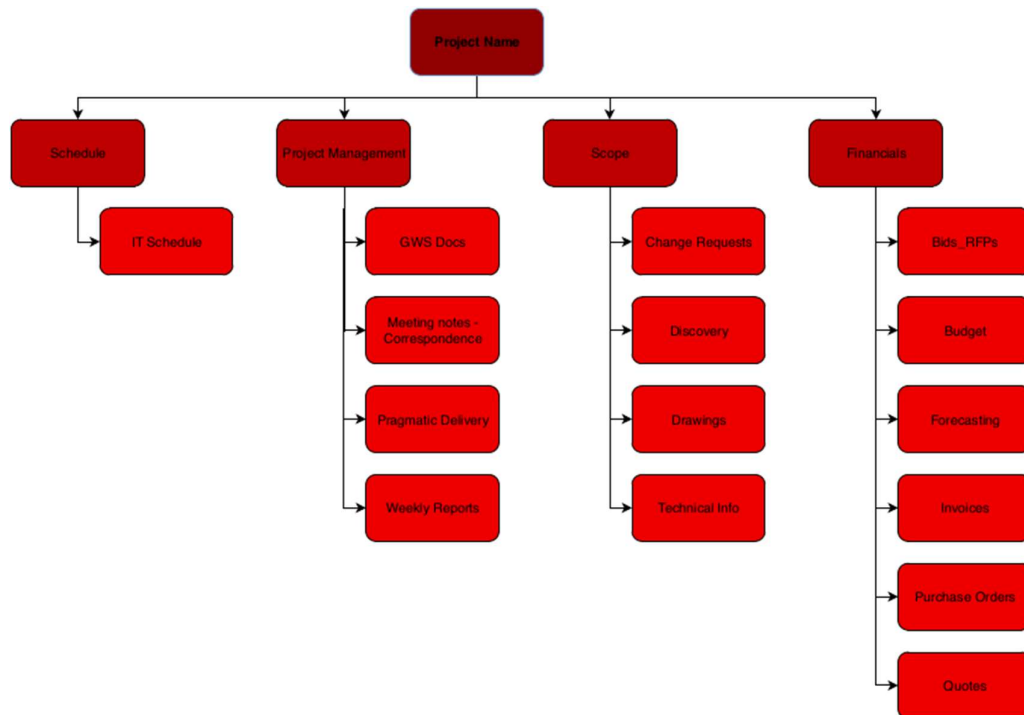 Project Name
Schedule
Project Management
Scope
Financials
IT Schedule
GWS Docs
Change Requests
Bids_RFPs
Meeting notes -
Correspondence
Discovery
Budget
Pragmatic Delivery
Drawings
Forecasting
Weekly Reports
Technical Info
Invoices
Purchase Orders
Quotes